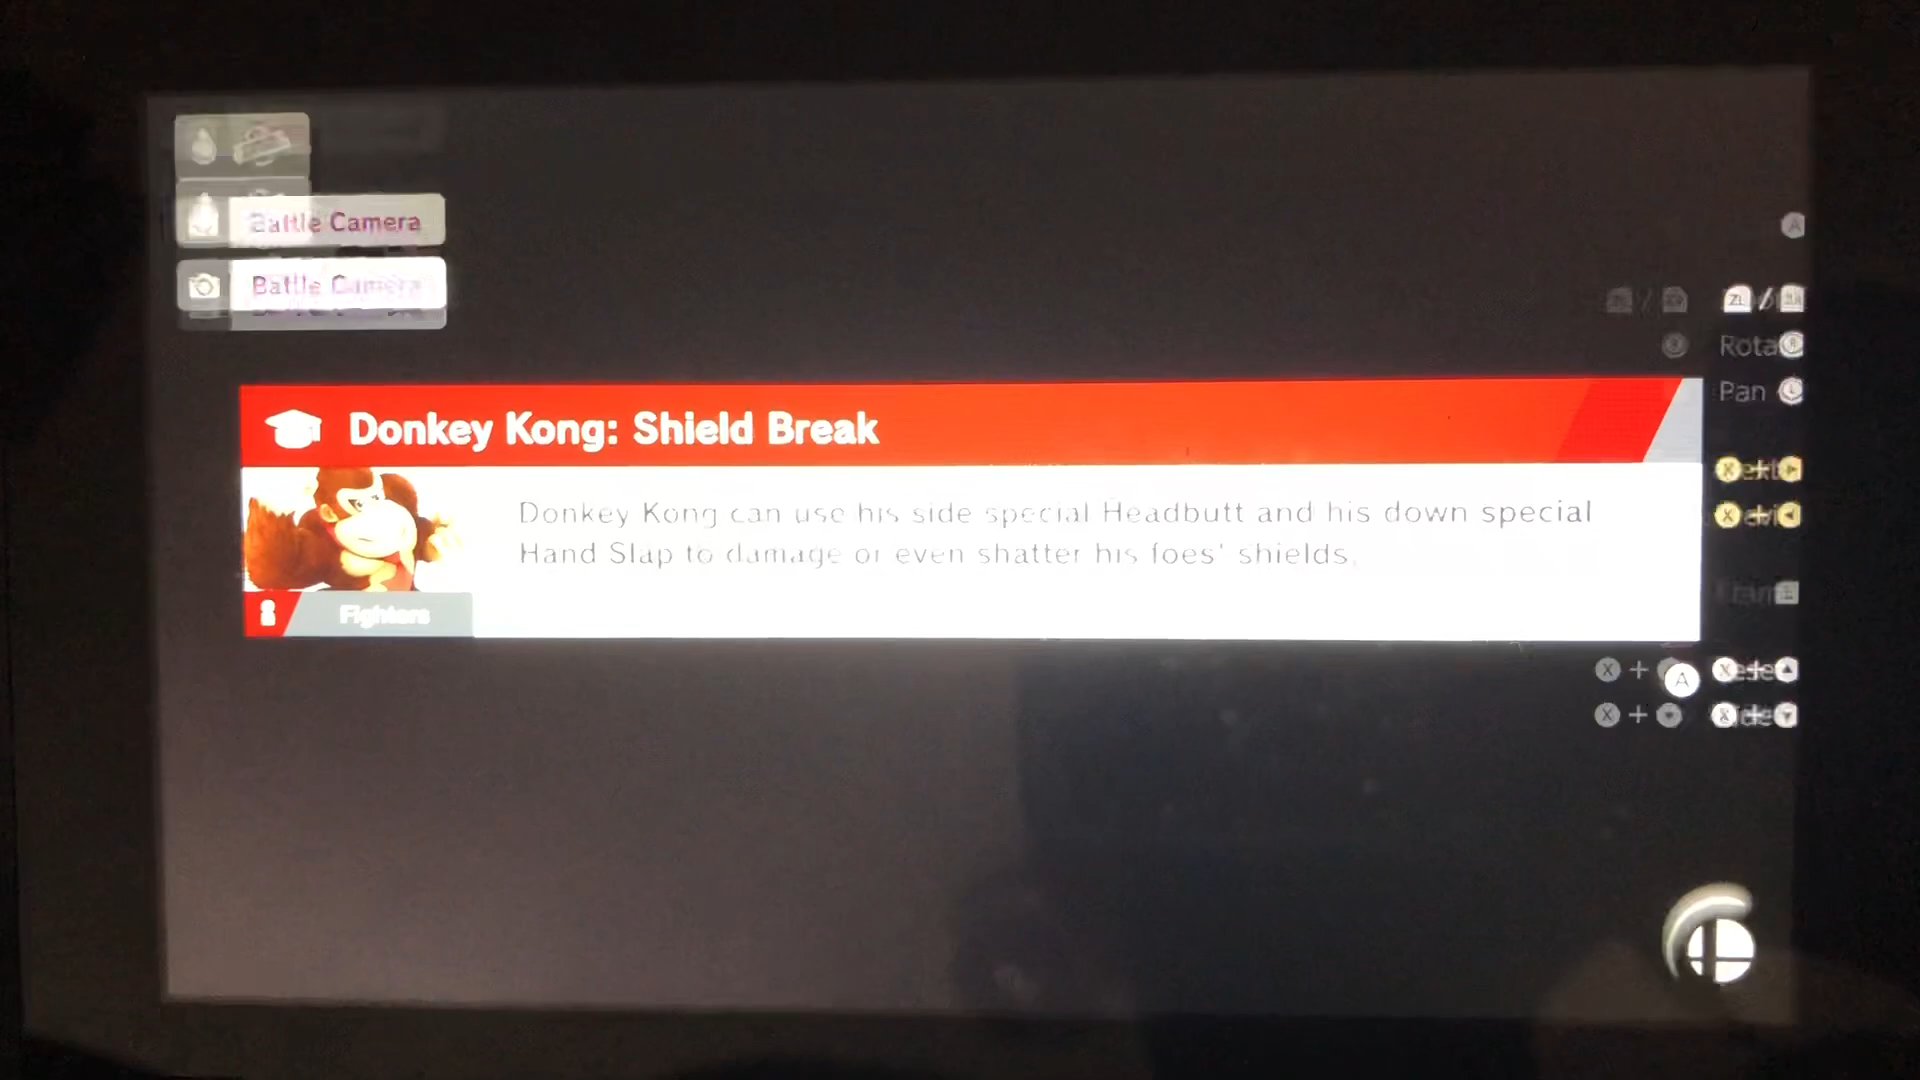 Battle Camera
Battle Camera
A
ZL /
Pan
Donkey Kong: Shield Break
Donkey Kong can use his side special Headbutt and his down special
Hand Slap to damage or even shatter his foes' shields.
Fighters
X +
X +
X + A X +
X + X +